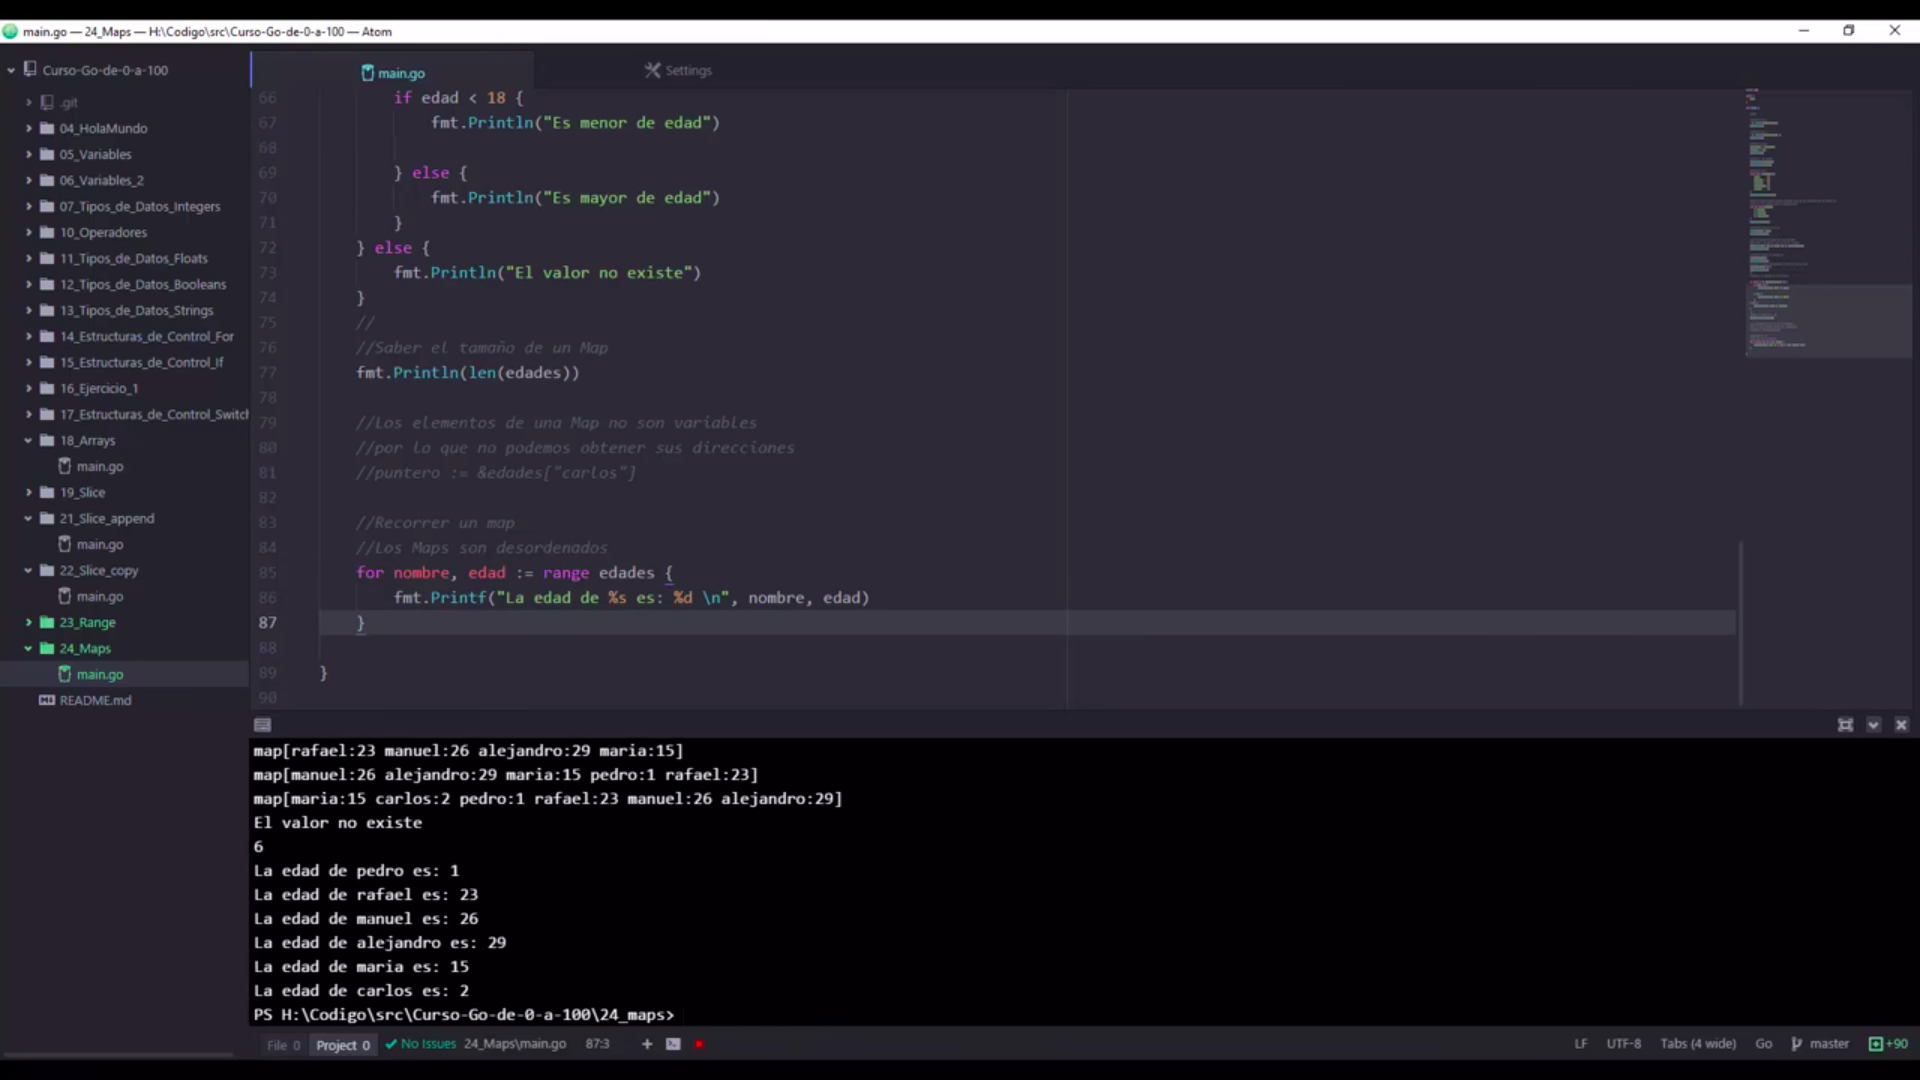 main.go — 24_Maps — H:\Codigo\src\Curso-Go-de-0-a-100 — Atom
Curso-Go-de-0-a-100
.git
04_HolaMundo
05_Variables
06_Variables_2
07_Tipos_de_Datos_Integers
10_Operadores
11_Tipos_de_Datos_Floats
12_Tipos_de_Datos_Booleans
13_Tipos_de_Datos_Strings
14_Estructuras_de_Control_For
15_Estructuras_de_Control_If
16_Ejercicio_1
17_Estructuras_de_Control_Switch
18_Arrays
main.go
19_Slice
21_Slice_append
main.go
22_Slice_copy
main.go
23_Range
24_Maps
main.go
README.md
main.go
Settings
66 if edad < 18 {
67 fmt.Println("Es menor de edad")
68
69 } else {
70 fmt.Println("Es mayor de edad")
71 }
72 } else {
73 fmt.Println("El valor no existe")
74 }
75 //
76 //Saber el tamaño de un Map
77 fmt.Println(len(edades))
78
79 //Los elementos de una Map no son variables
80 //por lo que no podemos obtener sus direcciones
81 //puntero := &edades["carlos"]
82
83 //Recorrer un map
84 //Los Maps son desordenados
85 for nombre, edad := range edades {
86 fmt.Printf("La edad de %s es: %d \n", nombre, edad)
87 }
88
89 }
90
map[rafael:23 manuel:26 alejandro:29 maria:15]
map[manuel:26 alejandro:29 maria:15 pedro:1 rafael:23]
map[maria:15 carlos:2 pedro:1 rafael:23 manuel:26 alejandro:29]
El valor no existe
6
La edad de pedro es: 1
La edad de rafael es: 23
La edad de manuel es: 26
La edad de alejandro es: 29
La edad de maria es: 15
La edad de carlos es: 2
PS H:\Codigo\src\Curso-Go-de-0-a-100\24_maps>
File 0 Project 0 No Issues 24_Maps\main.go 87:3 + LF UTF-8 Tabs (4 wide) Go master +90